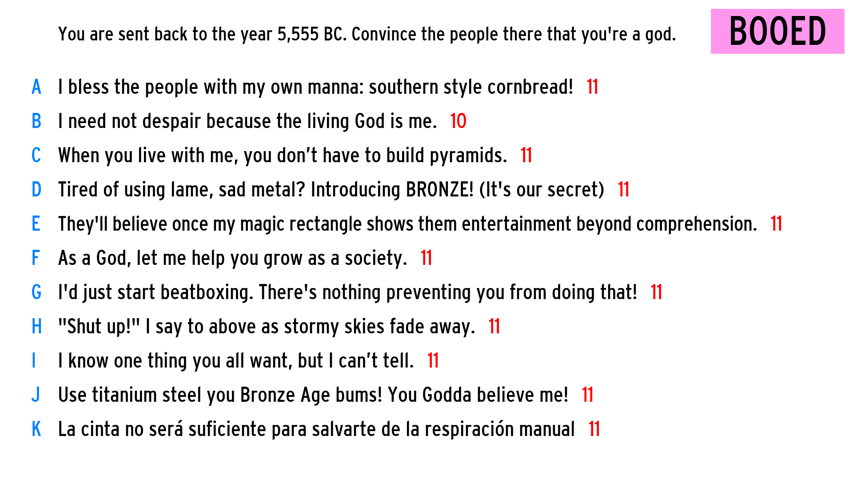 You are sent back to the year 5,555 BC. Convince the people there that you're a god.
BOOED
A I bless the people with my own manna: southern style cornbread! 11
B I need not despair because the living God is me. 10
C When you live with me, you don’t have to build pyramids. 11
D Tired of using lame, sad metal? Introducing BRONZE! (It's our secret) 11
E They'll believe once my magic rectangle shows them entertainment beyond comprehension. 11
F As a God, let me help you grow as a society. 11
G I'd just start beatboxing. There's nothing preventing you from doing that! 11
H "Shut up!" I say to above as stormy skies fade away. 11
I I know one thing you all want, but I can’t tell. 11
J Use titanium steel you Bronze Age bums! You Godda believe me! 11
K La cinta no será suficiente para salvarte de la respiración manual 11